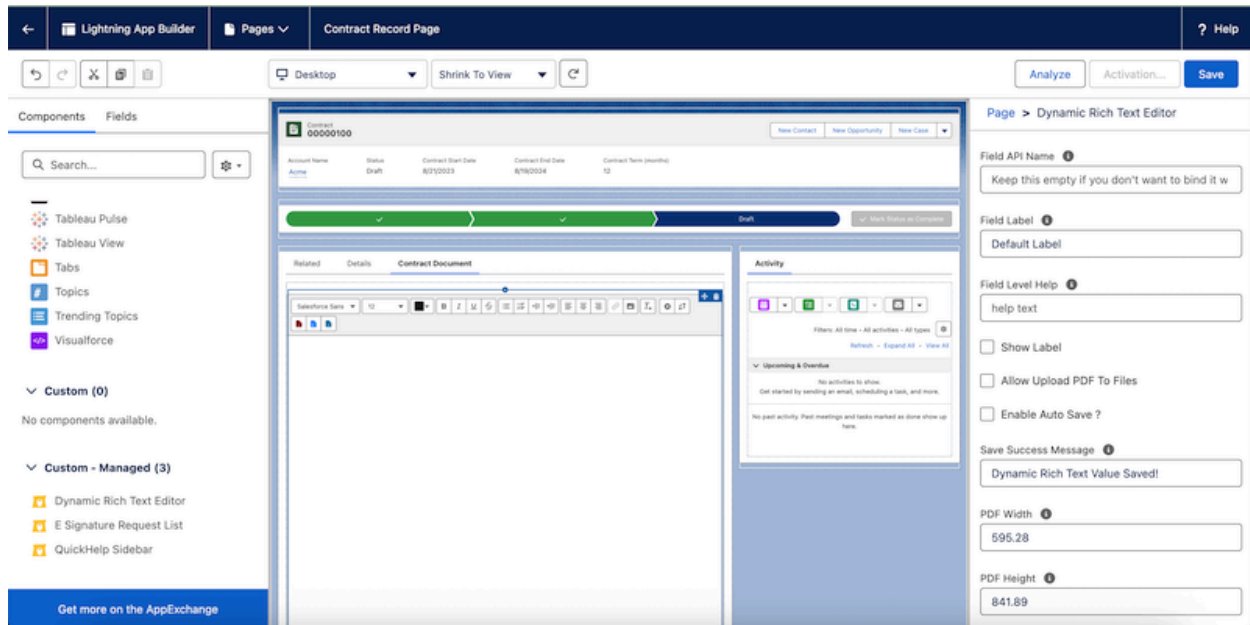 Lightning App Builder
Pages
Contract Record Page
? Help
Desktop
Shrink To View
Analyze
Activation...
Save
Components
Fields
Search...
Tableau Pulse
Tableau View
Tabs
Topics
Trending Topics
Visualforce
Custom (0)
No components available.
Custom - Managed (3)
Dynamic Rich Text Editor
E Signature Request List
QuickHelp Sidebar
Get more on the AppExchange
Contract
00000100
New Contact
New Opportunity
New Case
Account Name
Status
Contract Start Date
Contract End Date
Contract Term (months)
Acme
Draft
8/21/2023
8/19/2024
12
Draft
Mark Status as Complete
Related
Details
Contract Document
Salesforce Sans
12
B I U S
Activity
Filters: All time • All activities • All types
Refresh • Expand All • View All
Upcoming & Overdue
No activities to show.
Get started by sending an email, scheduling a task, and more.
No past activity. Past meetings and tasks marked as done show up
here.
Page > Dynamic Rich Text Editor
Field API Name
Keep this empty if you don't want to bind it w
Field Label
Default Label
Field Level Help
help text
Show Label
Allow Upload PDF To Files
Enable Auto Save ?
Save Success Message
Dynamic Rich Text Value Saved!
PDF Width
595.28
PDF Height
841.89